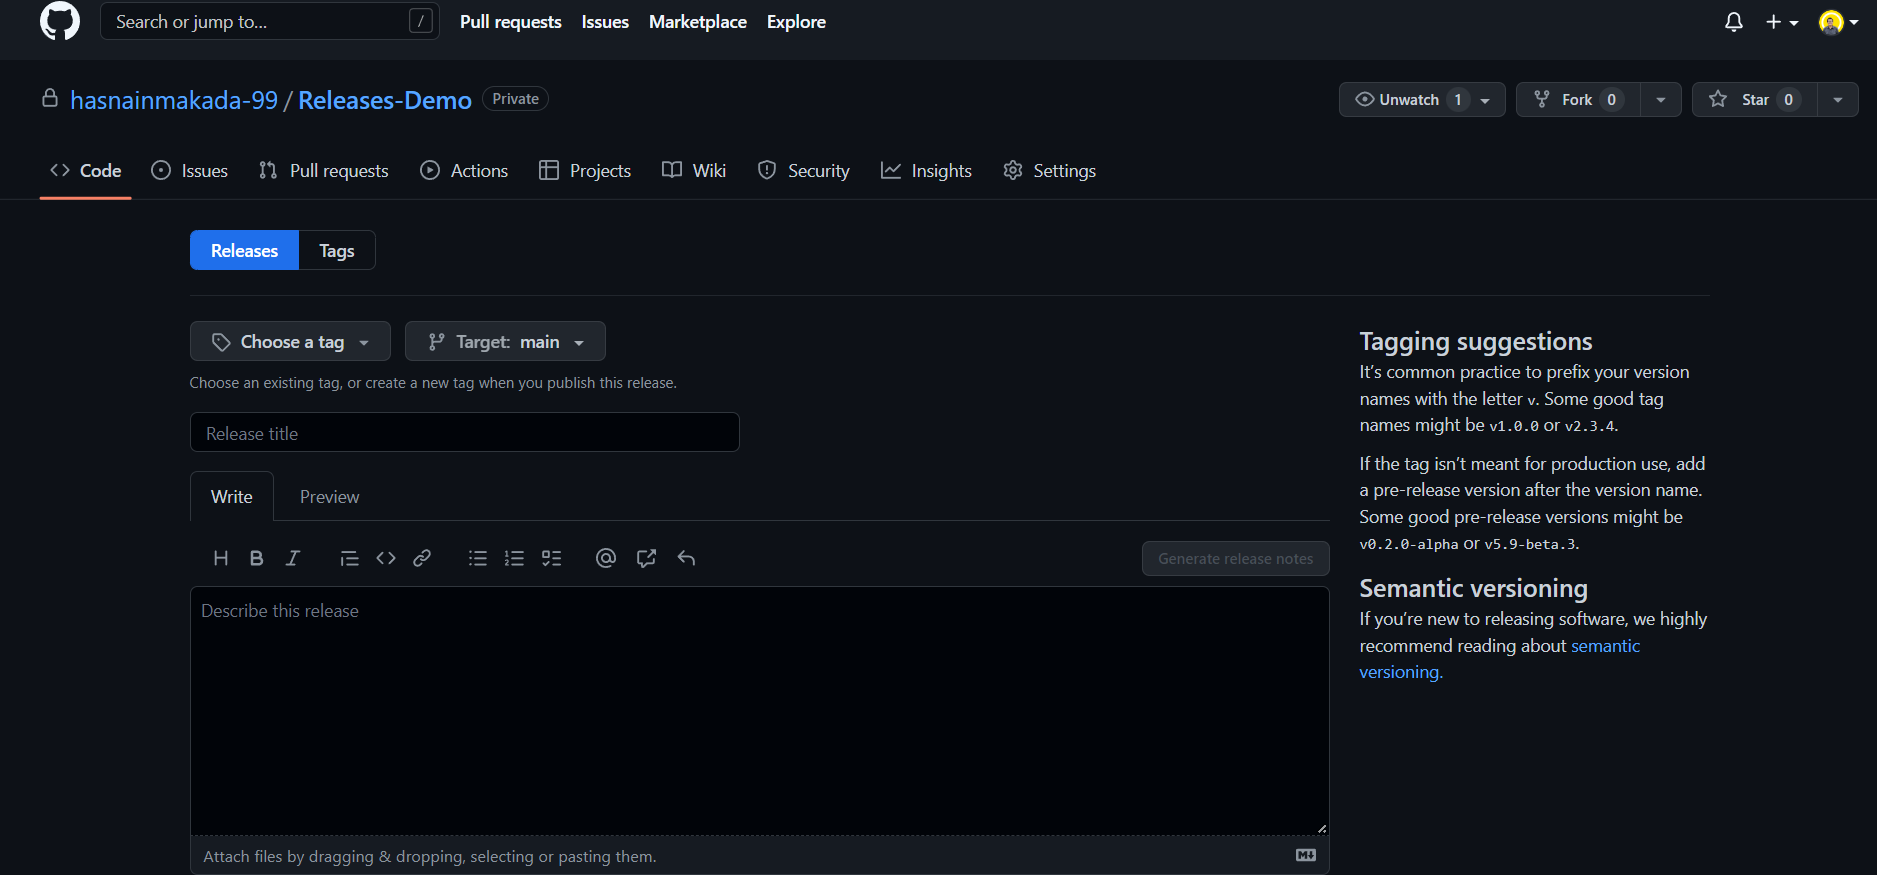 Search or jump to... /
Pull requests Issues Marketplace Explore
hasnainmakada-99 / Releases-Demo Private
Unwatch 1 Fork 0 Star 0
Code Issues Pull requests Actions Projects Wiki Security Insights Settings
Releases Tags
Choose a tag Target: main
Choose an existing tag, or create a new tag when you publish this release.
Release title
Write Preview
H B I @
Generate release notes
Describe this release
Attach files by dragging & dropping, selecting or pasting them.
Tagging suggestions
It’s common practice to prefix your version
names with the letter v. Some good tag
names might be v1.0.0 or v2.3.4.
If the tag isn’t meant for production use, add
a pre-release version after the version name.
Some good pre-release versions might be
v0.2.0-alpha or v5.9-beta.3.
Semantic versioning
If you’re new to releasing software, we highly
recommend reading about semantic
versioning.